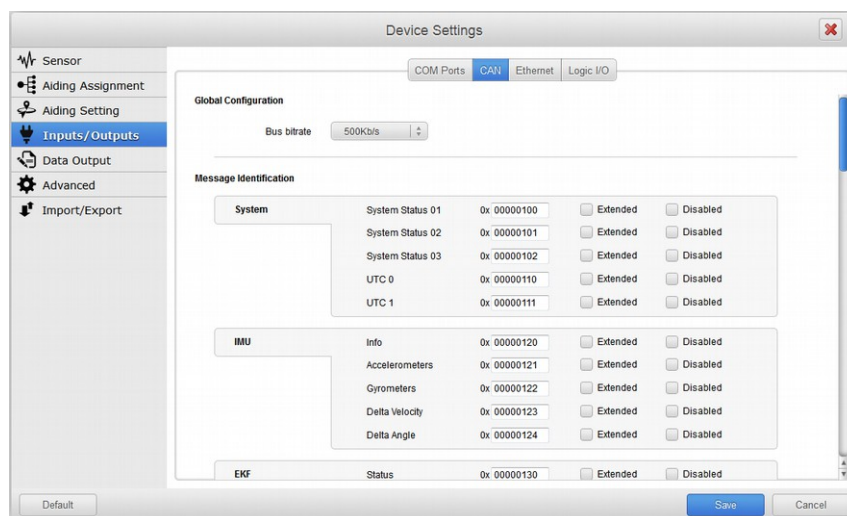 Device Settings
Sensor
Aiding Assignment
Aiding Setting
Inputs/Outputs
Data Output
Advanced
Import/Export
COM Ports CAN Ethernet Logic I/O
Global Configuration
Bus bitrate 500Kb/s
Message Identification
System System Status 01 0x 00000100 Extended Disabled
System Status 02 0x 00000101 Extended Disabled
System Status 03 0x 00000102 Extended Disabled
UTC 0 0x 00000110 Extended Disabled
UTC 1 0x 00000111 Extended Disabled
IMU Info 0x 00000120 Extended Disabled
Accelerometers 0x 00000121 Extended Disabled
Gyrometers 0x 00000122 Extended Disabled
Delta Velocity 0x 00000123 Extended Disabled
Delta Angle 0x 00000124 Extended Disabled
EKF Status 0x 00000130 Extended Disabled
Default Save Cancel